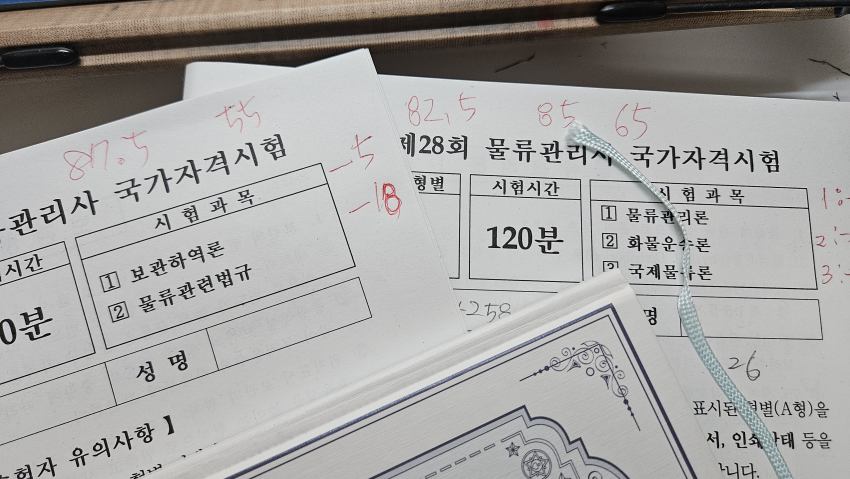 87.5 55
관리사 국가자격시험
-5
-18
시간
시 험 과 목
0분
1 보관하역론
2 물류관련법규
성 명
험자 유의사항 】
82,5 85 65
제28회 물류관리사 국가자격시험
형별
시험시간
시 험 과 목
120분
1 물류관리론
2 화물운송론
3 국제물류론
1:-
2:-
3:-
258
명
26
표시된 형별(A형)을
서, 인쇄상태 등을
니다.